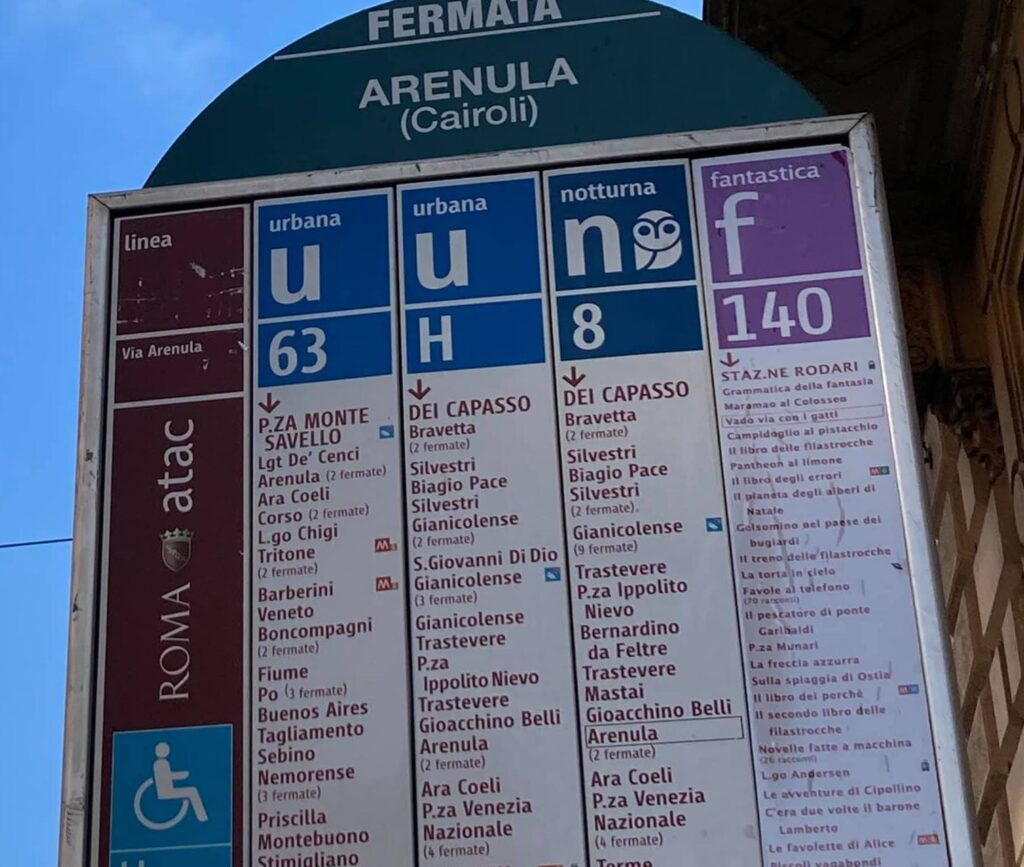 FERMATA
ARENULA
(Cairoli)
linea
Via Arenula
ROMA atac
urbana
u
63
P.ZA MONTE
SAVELLO
Lgt De' Cenci
Arenula (2 fermate)
Ara Coeli
Corso (2 fermate)
L.go Chigi
Tritone
(2 fermate)
Barberini
Veneto
Boncompagni
(2 fermate)
Fiume
Po (3 fermate)
Buenos Aires
Tagliamento
Sebino
Nemorense
(3 fermate)
Priscilla
Montebuono
Stimigliano
urbana
u
H
DEI CAPASSO
Bravetta
(2 fermate)
Silvestri
Biagio Pace
Silvestri
Gianicolense
(2 fermate)
S.Giovanni Di Dio
Gianicolense
(3 fermate)
Gianicolense
Trastevere
P.za
Ippolito Nievo
Trastevere
Gioacchino Belli
Arenula
(2 fermate)
Ara Coeli
P.za Venezia
Nazionale
(4 fermate)
notturna
n
8
DEI CAPASSO
Bravetta
(2 fermate)
Silvestri
Biagio Pace
Silvestri
(2 fermate).
Gianicolense
(9 fermate)
Trastevere
P.za Ippolito
Nievo
Bernardino
da Feltre
Trastevere
Mastai
Gioacchino Belli
Arenula
(2 fermate)
Ara Coeli
P.za Venezia
Nazionale
(4 fermate)
Terme
fantastica
f
140
STAZ.NE RODARI
Grammatica della fantasia
Maramao al Colosseo
Vado via con i gatti
Campidoglio al pistacchio
Il libro delle filastrocche
Pantheon al limone
Il libro degli errori
Il pianeta degli alberi di
Natale
Gelsomino nel paese dei
bugiardi
Il treno delle filastrocche
La torta in cielo
Favole al telefono
(70 racconti)
Il pescatore di ponte
Garibaldi
P.za Munari
La freccia azzurra
Sulla spiaggia di Ostia
Il libro dei perchè
Il secondo libro delle
filastrocche
Novelle fatte a macchina
(26 racconti)
L.go Andersen
Le avventure di Cipollino
C'era due volte il barone
Lamberto
Le favolette di Alice
Piccoli vagabondi